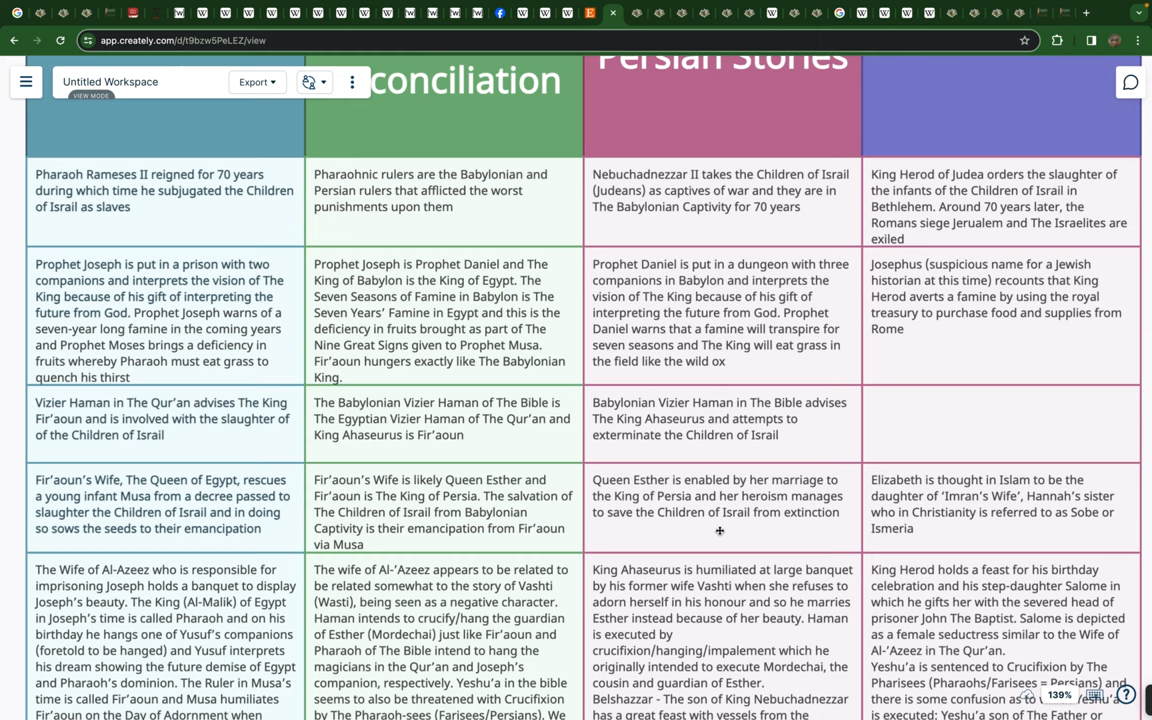 app.creately.com/d/t9bzw5PeLEZ/view
Untitled Workspace
VIEW MODE
Export
conciliation
Persian Stories
Pharaoh Rameses II reigned for 70 years
during which time he subjugated the Children
of Israil as slaves
Pharaohnic rulers are the Babylonian and
Persian rulers that afflicted the worst
punishments upon them
Nebuchadnezzar II takes the Children of Israil
(Judeans) as captives of war and they are in
The Babylonian Captivity for 70 years
King Herod of Judea orders the slaughter of
the infants of the Children of Israil in
Bethlehem. Around 70 years later, the
Romans siege Jerualem and The Israelites are
exiled
Prophet Joseph is put in a prison with two
companions and interprets the vision of The
King because of his gift of interpreting the
future from God. Prophet Joseph warns of a
seven-year long famine in the coming years
and Prophet Moses brings a deficiency in
fruits whereby Pharaoh must eat grass to
quench his thirst
Prophet Joseph is Prophet Daniel and The
King of Babylon is the King of Egypt. The
Seven Seasons of Famine in Babylon is The
Seven Years' Famine in Egypt and this is the
deficiency in fruits brought as part of The
Nine Great Signs given to Prophet Musa.
Fir'aoun hungers exactly like The Babylonian
King.
Prophet Daniel is put in a dungeon with three
companions in Babylon and interprets the
vision of The King because of his gift of
interpreting the future from God. Prophet
Daniel warns that a famine will transpire for
seven seasons and The King will eat grass in
the field like the wild ox
Josephus (suspicious name for a Jewish
historian at this time) recounts that King
Herod averts a famine by using the royal
treasury to purchase food and supplies from
Rome
Vizier Haman in The Qur'an advises The King
Fir'aoun and is involved with the slaughter of
of the Children of Israil
The Babylonian Vizier Haman of The Bible is
The Egyptian Vizier Haman of The Qur'an and
King Ahaseurus is Fir'aoun
Babylonian Vizier Haman in The Bible advises
The King Ahaseurus and attempts to
exterminate the Children of Israil
Fir'aoun's Wife, The Queen of Egypt, rescues
a young infant Musa from a decree passed to
slaughter the Children of Israil and in doing
so sows the seeds to their emancipation
Fir'aoun's Wife is likely Queen Esther and
Fir'aoun is The King of Persia. The salvation of
The Children of Israil from Babylonian
Captivity is their emancipation from Fir'aoun
via Musa
Queen Esther is enabled by her marriage to
the King of Persia and her heroism manages
to save the Children of Israil from extinction
Elizabeth is thought in Islam to be the
daughter of 'Imran's Wife', Hannah's sister
who in Christianity is referred to as Sobe or
Ismeria
The Wife of Al-Azeez who is responsible for
imprisoning Joseph holds a banquet to display
Joseph's beauty. The King (Al-Malik) of Egypt
in Joseph's time is called Pharaoh and on his
birthday he hangs one of Yusuf's companions
(foretold to be hanged) and Yusuf interprets
his dream showing the future demise of Egypt
and Pharaoh's dominion. The Ruler in Musa's
time is called Fir'aoun and Musa humiliates
Fir'aoun on the Day of Adornment when
The wife of Al-'Azeez appears to be related to
be related somewhat to the story of Vashti
(Wasti), being seen as a negative character.
Haman intends to crucify/hang the guardian
of Esther (Mordechai) just like Fir'aoun and
Pharaoh of The Bible intend to hang the
magicians in the Qur'an and Joseph's
companion, respectively. Yeshu'a in the bible
seems to also be threatened with Crucifixion
by The Pharaoh-sees (Farisees/Persians). We
King Ahaseurus is humiliated at large banquet
by his former wife Vashti when she refuses to
adorn herself in his honour and so he marries
Esther instead because of her beauty. Haman
is executed by
crucifixion/hanging/impalement which he
originally intended to execute Mordechai, the
cousin and guardian of Esther.
Belshazzar - The son of King Nebuchadnezzar
has a great feast with vessels from the
King Herod holds a feast for his birthday
celebration and his step-daughter Salome in
which he gifts her with the severed head of
prisoner John The Baptist. Salome is depicted
as a female seductress similar to the Wife of
Al-'Azeez in The Qur'an.
Yeshu'a is sentenced to Crucifixion by The
Pharisees (Pharaohs/Farisees = Persians) and
there is some confusion as to
is executed: Yeshu'a son of The Father
139%